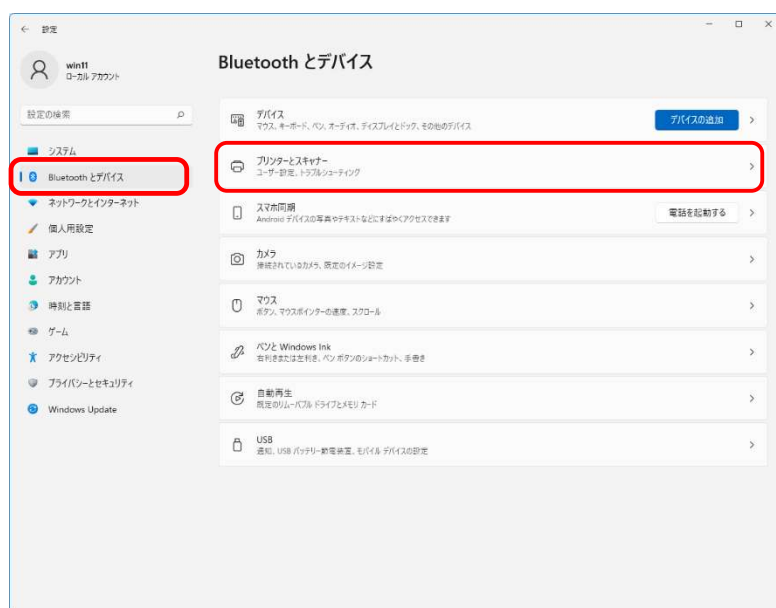 ← 設定
win11
ローカル アカウント
設定の検索
システム
Bluetooth とデバイス
ネットワークとインターネット
個人用設定
アプリ
アカウント
時刻と言語
ゲーム
アクセシビリティ
プライバシーとセキュリティ
Windows Update
Bluetooth とデバイス
デバイス
マウス、キーボード、ペン、オーディオ、ディスプレイとドック、その他のデバイス
デバイスの追加
プリンターとスキャナー
ユーザー設定、トラブルシューティング
スマホ同期
Android デバイスの写真やテキストなどにすばやくアクセスできます
電話を起動する
カメラ
接続されているカメラ、既定のイメージ設定
マウス
ボタン、マウスポインターの速度、スクロール
ペンと Windows Ink
右利きまたは左利き、ペン ボタンのショートカット、手書き
自動再生
既定のリムーバブル ドライブとメモリ カード
USB
通知、USB バッテリー節電装置、モバイル デバイスの設定